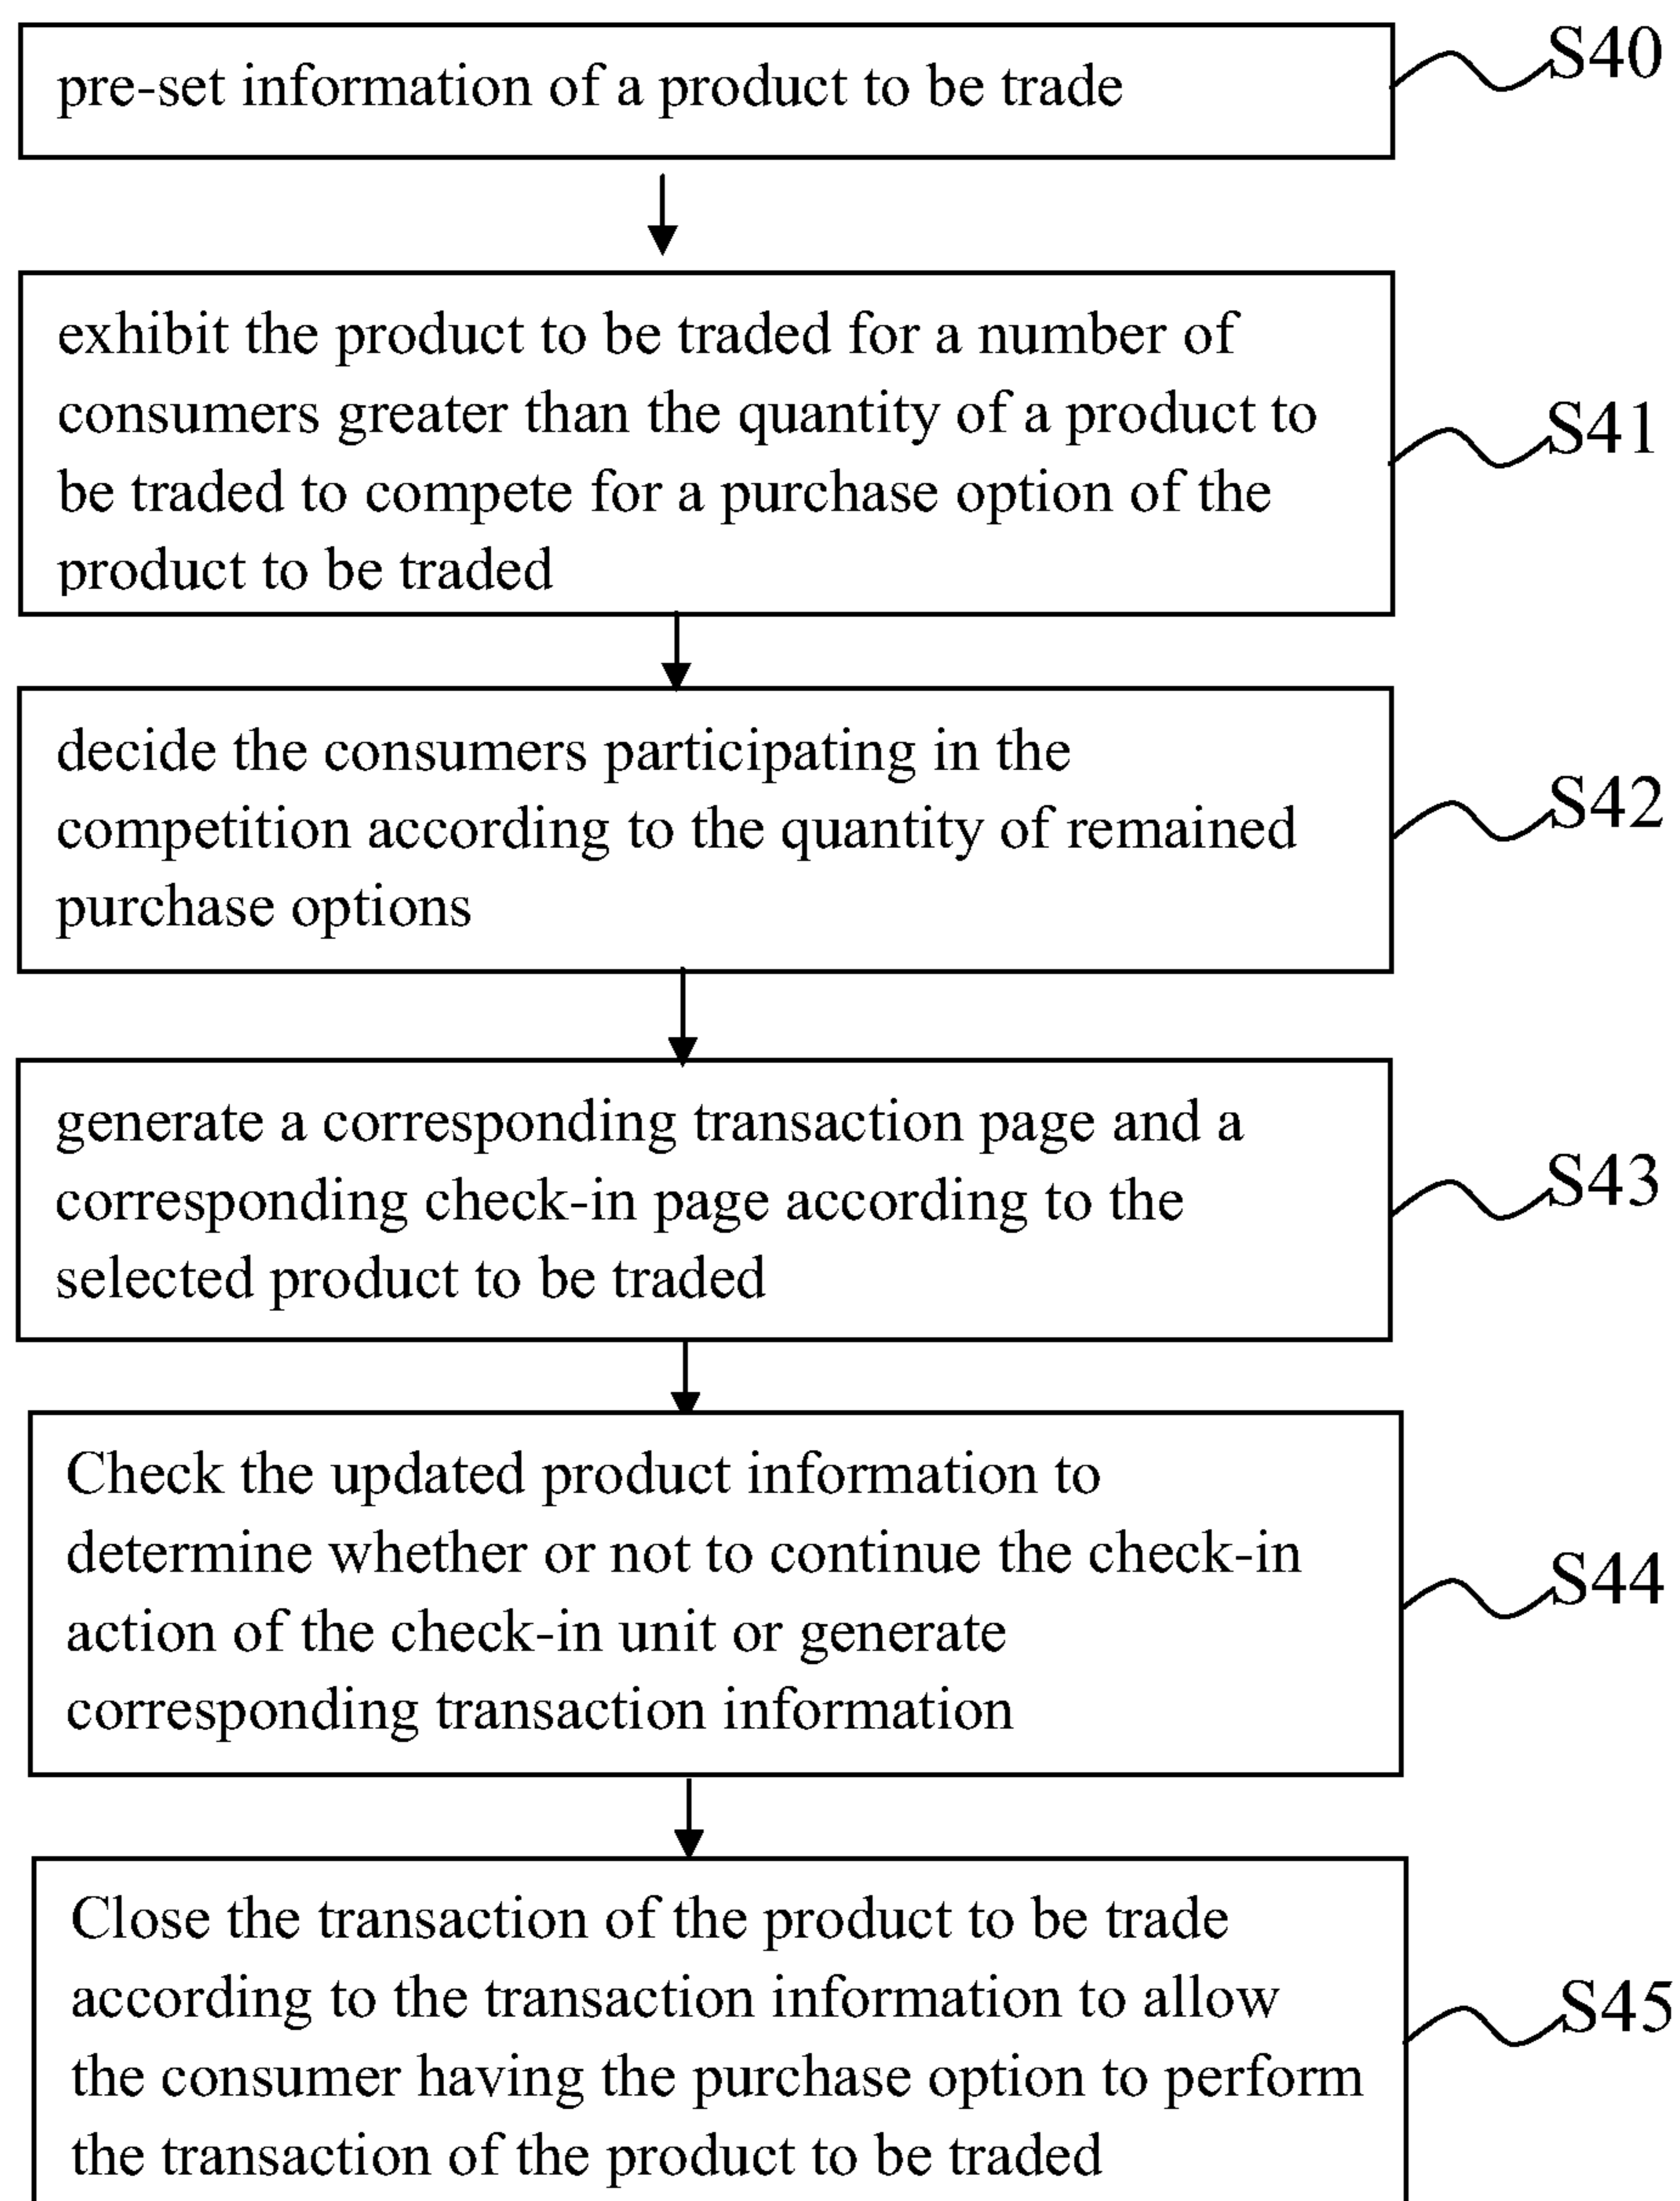 pre-set information of a product to be trade
S40
exhibit the product to be traded for a number of
consumers greater than the quantity of a product to
be traded to compete for a purchase option of the
product to be traded
S41
decide the consumers participating in the
competition according to the quantity of remained
purchase options
S42
generate a corresponding transaction page and a
corresponding check-in page according to the
selected product to be traded
S43
Check the updated product information to
determine whether or not to continue the check-in
action of the check-in unit or generate
corresponding transaction information
S44
Close the transaction of the product to be trade
according to the transaction information to allow
the consumer having the purchase option to perform
the transaction of the product to be traded
S45